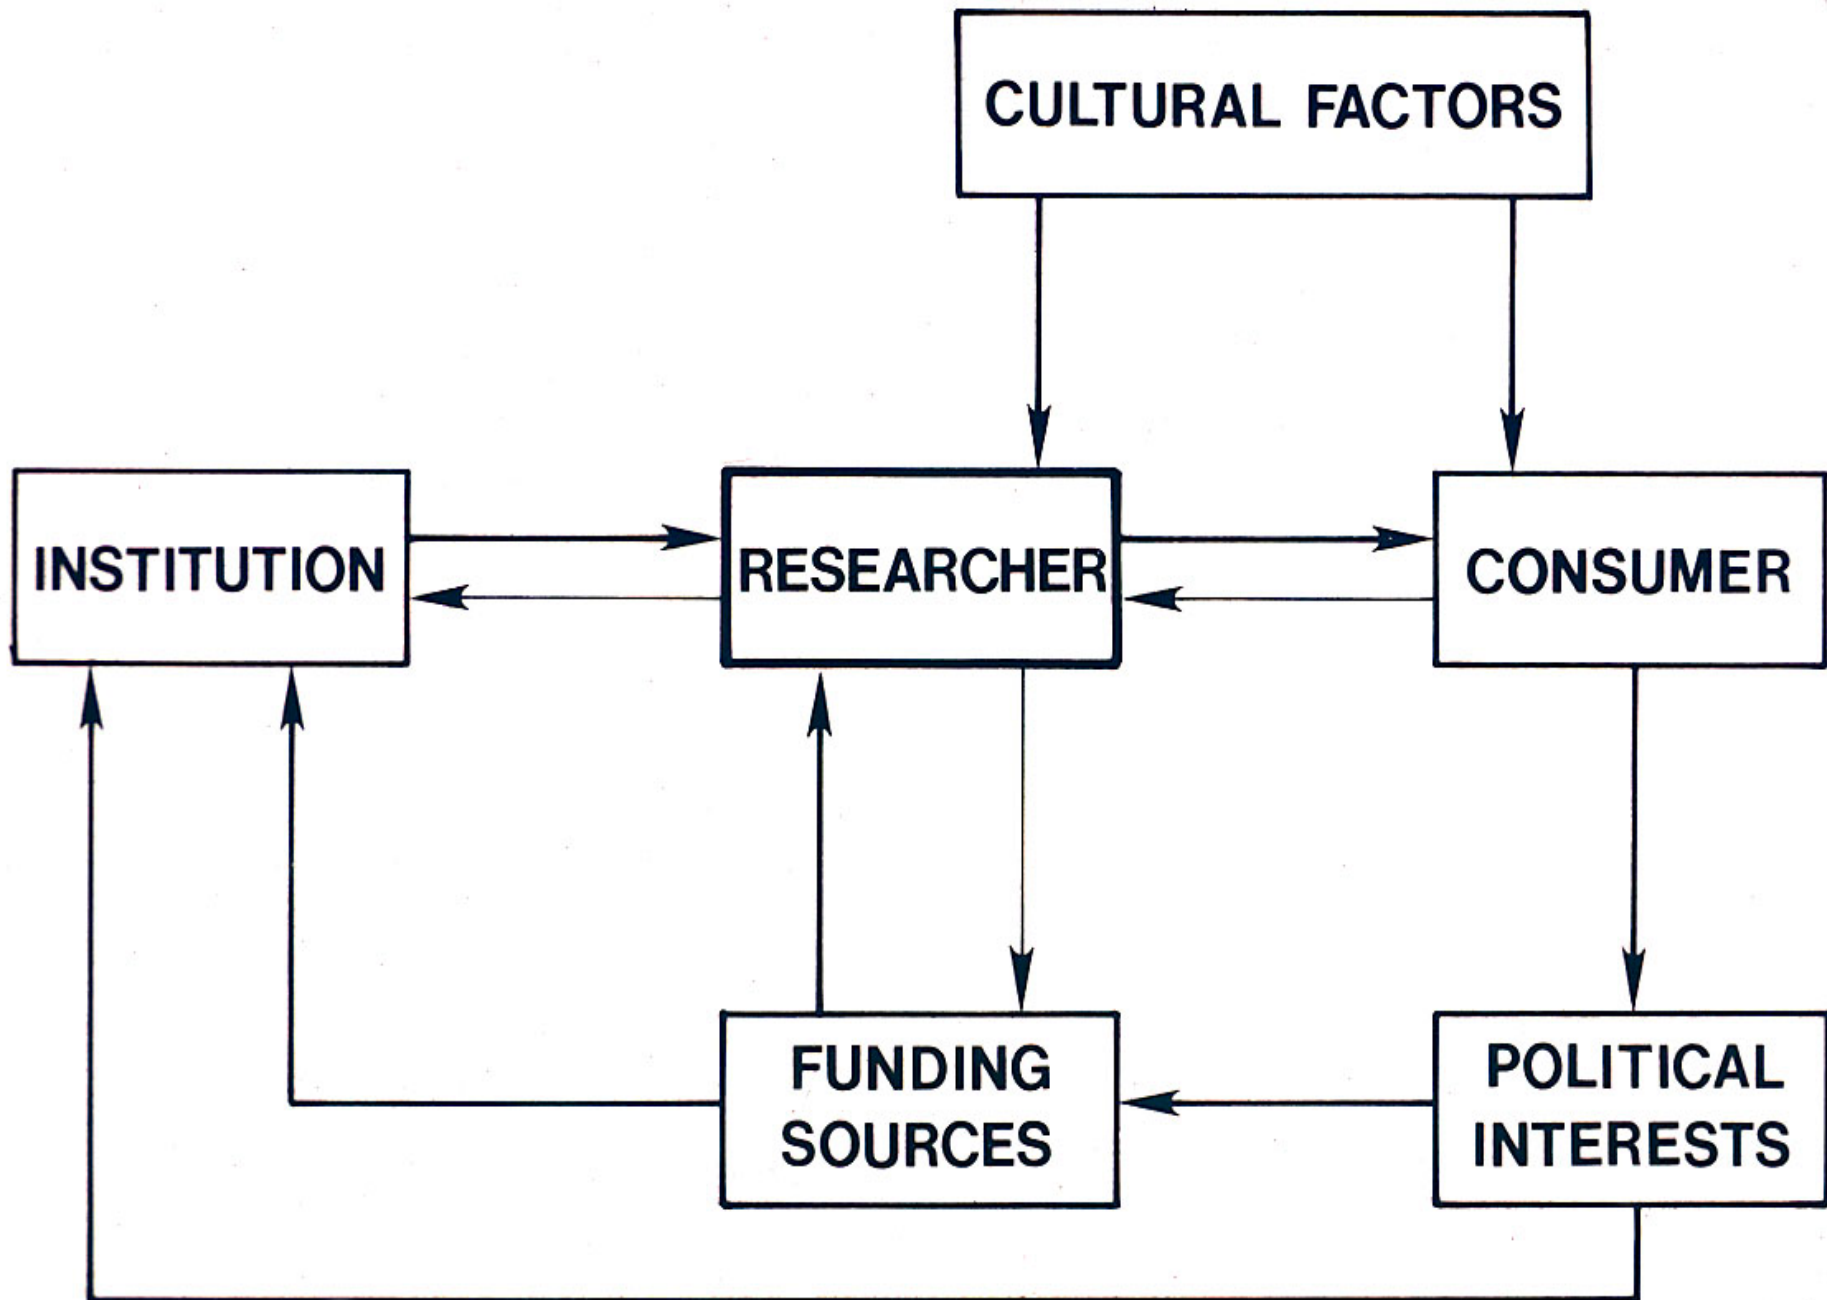 CULTURAL FACTORS
INSTITUTION
RESEARCHER
CONSUMER
FUNDING
SOURCES
POLITICAL
INTERESTS